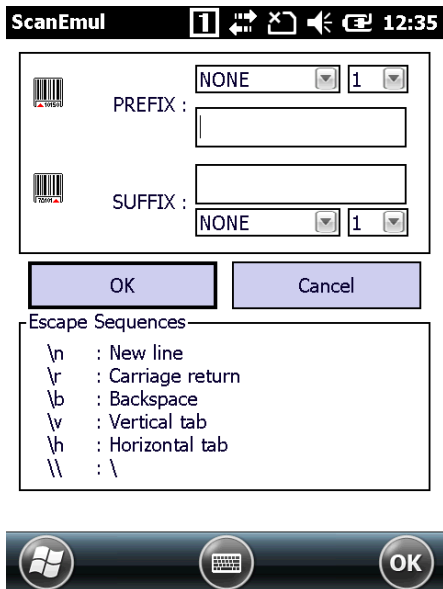 ScanEmul 1 12:35
NONE 1
PREFIX :
SUFFIX :
NONE 1
OK Cancel
Escape Sequences
\n : New line
\r : Carriage return
\b : Backspace
\v : Vertical tab
\h : Horizontal tab
\\ : \
OK